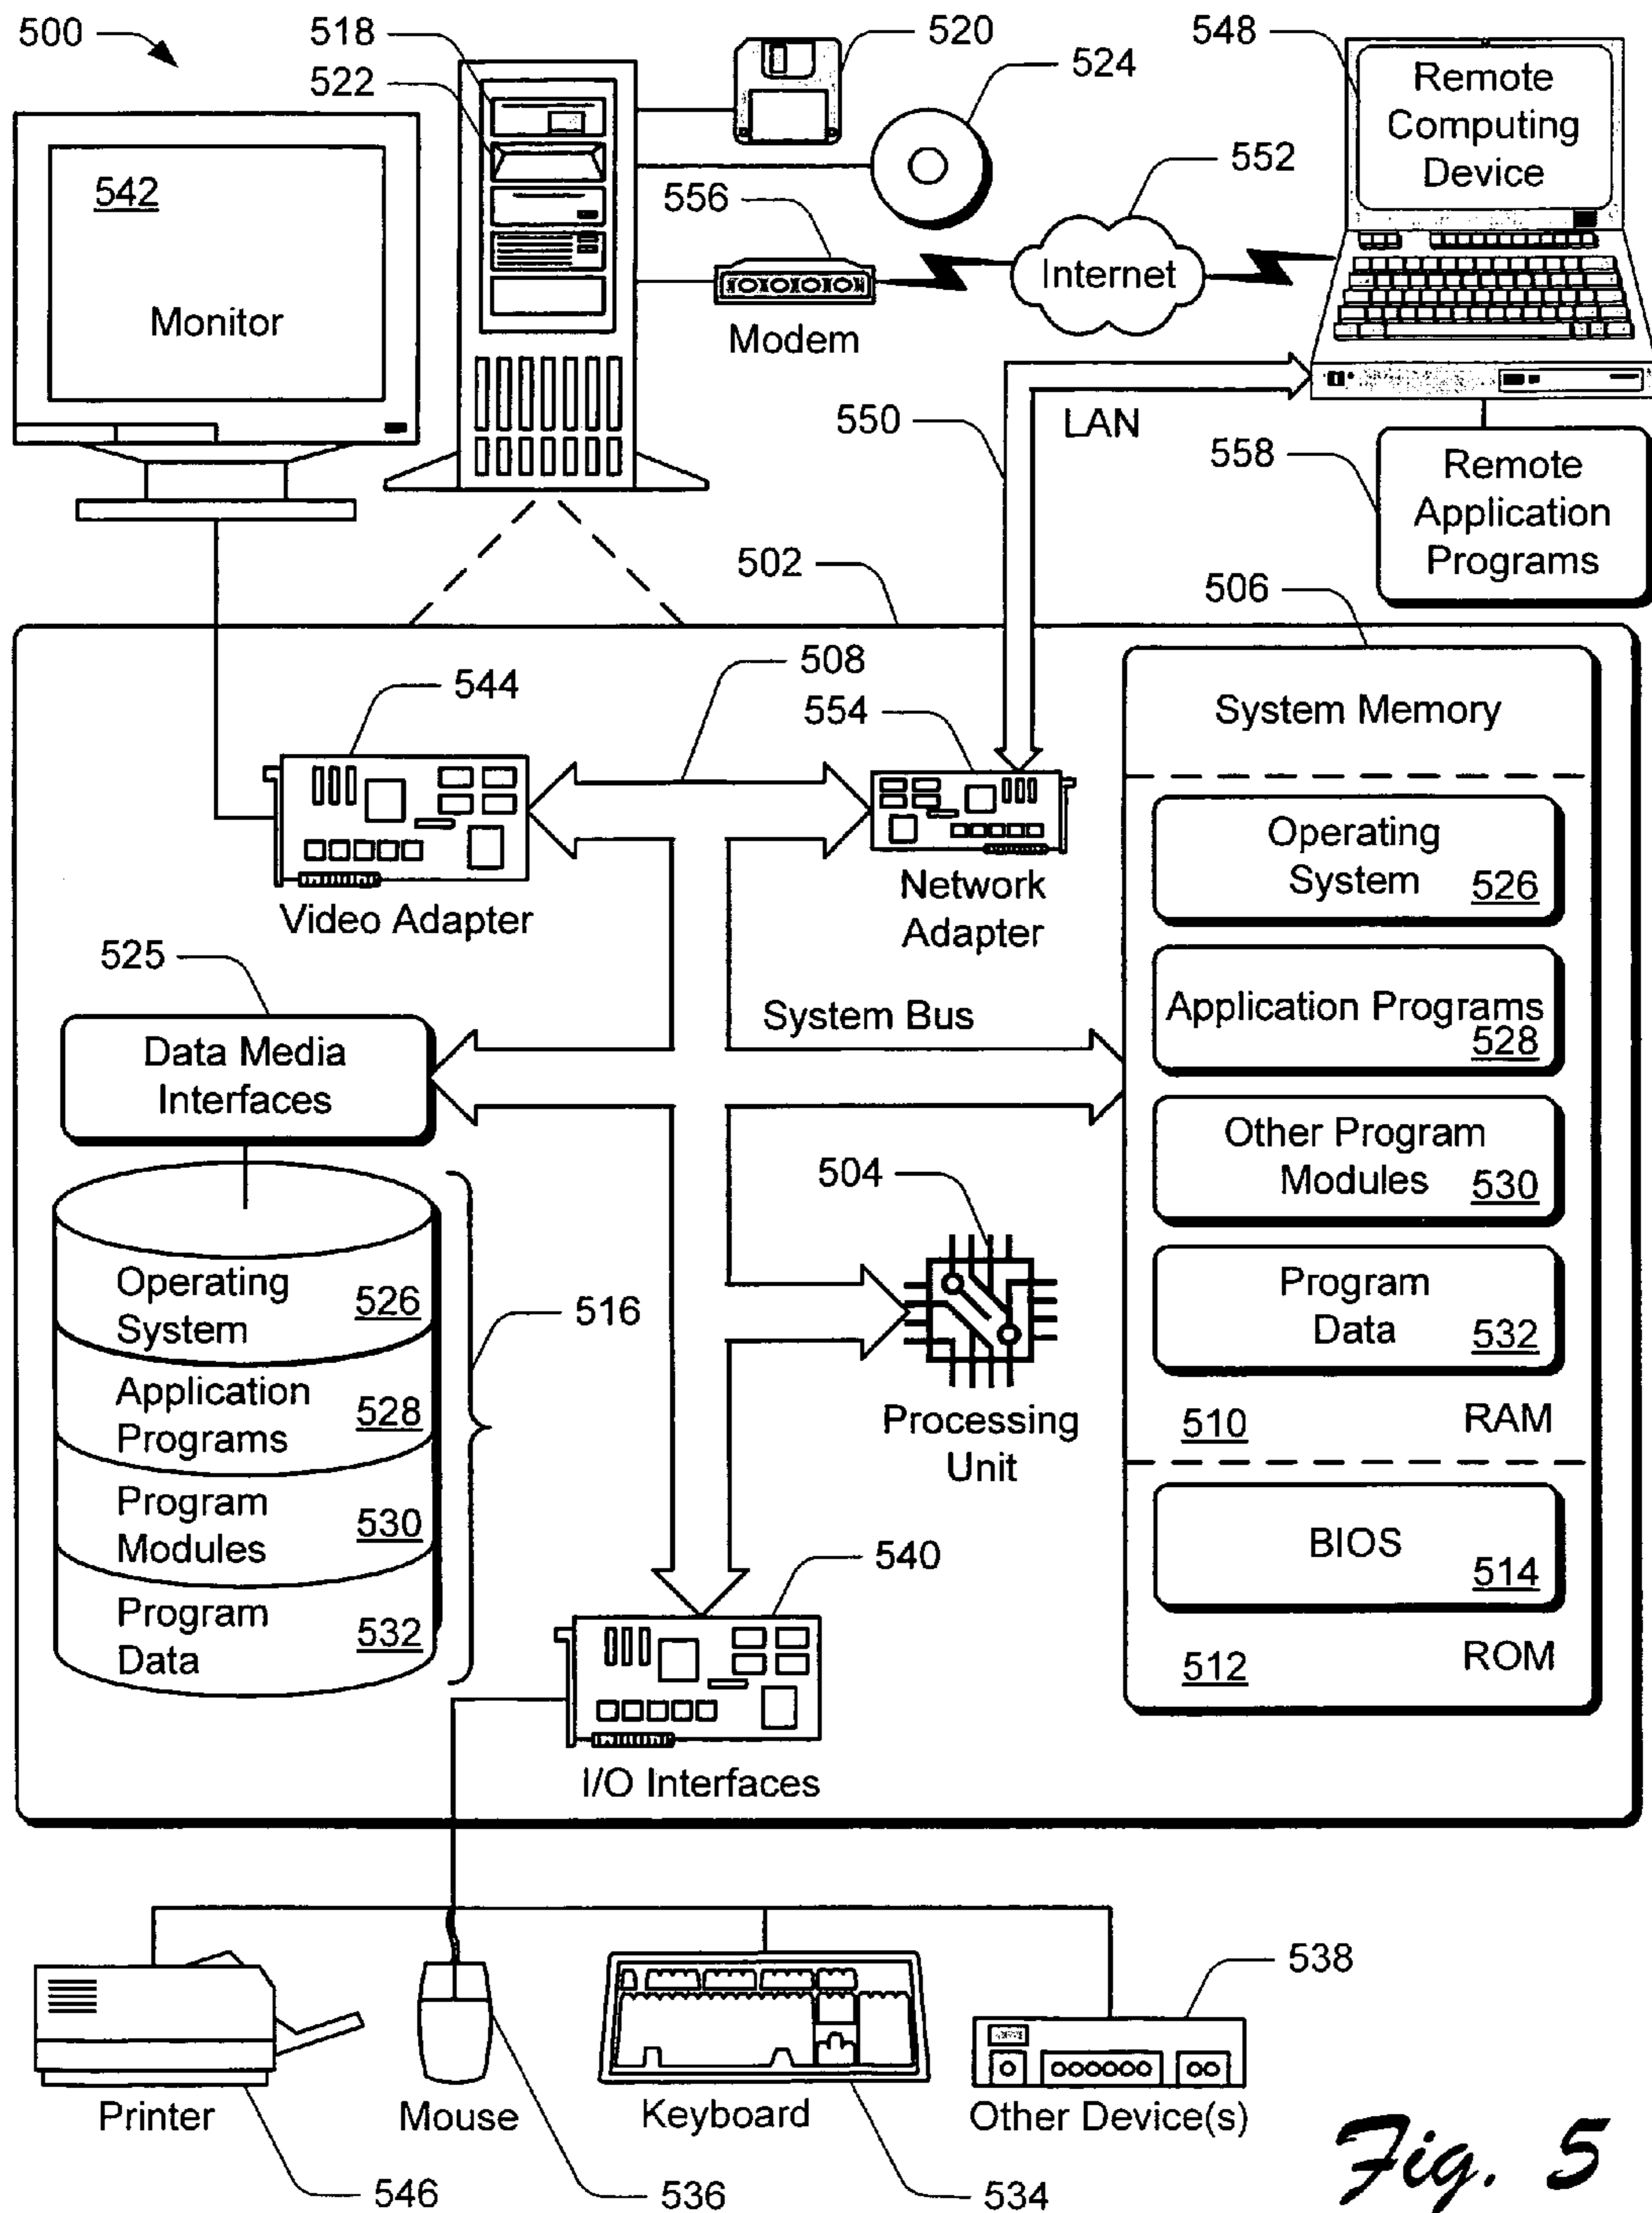 500
518
522
520
524
548
Remote
Computing
Device
542
Monitor
556
Modem
552
Internet
550
LAN
558
Remote
Application
Programs
502
506
544
508
554
Video Adapter
Network
Adapter
System Memory
Operating
System 526
Application Programs
528
Other Program
Modules 530
Program
Data 532
510 RAM
BIOS
514
512 ROM
525
Data Media
Interfaces
System Bus
504
Processing
Unit
Operating
System 526
Application
Programs 528
Program
Modules 530
Program
Data 532
516
540
I/O Interfaces
538
Printer
Mouse
Keyboard
Other Device(s)
546
536
534
Fig. 5